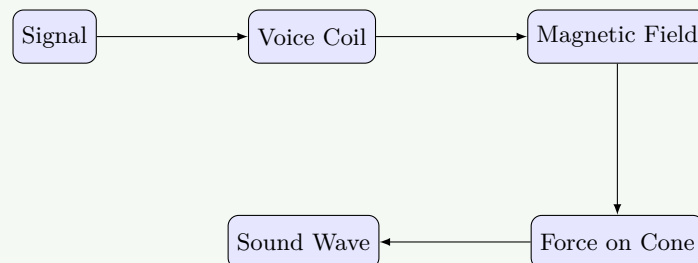 Signal
Voice Coil
Magnetic Field
Sound Wave
Force on Cone